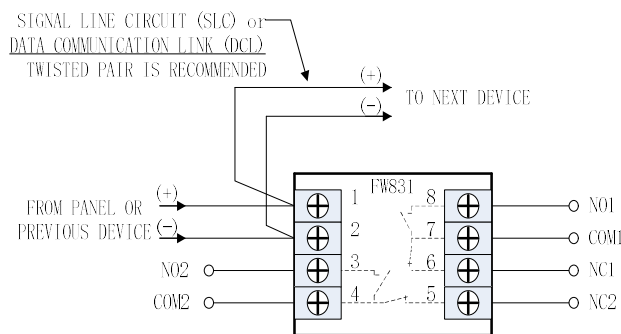 SIGNAL LINE CIRCUIT (SLC) or
DATA COMMUNICATION LINK (DCL)
TWISTED PAIR IS RECOMMENDED
(+)
(-)
TO NEXT DEVICE
FW831
(+)
FROM PANEL OR
PREVIOUS DEVICE
(-)
NO2
COM2
1
2
3
4
8
7
6
5
NO1
COM1
NC1
NC2